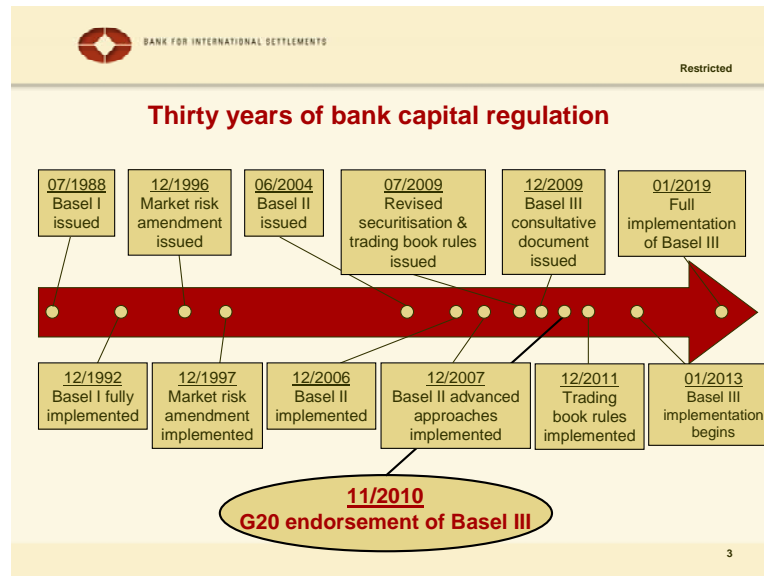 BANK FOR INTERNATIONAL SETTLEMENTS
Restricted
Thirty years of bank capital regulation
07/1988
Basel I
issued
12/1996
Market risk
amendment
issued
06/2004
Basel II
issued
07/2009
Revised
securitisation &
trading book rules
issued
12/2009
Basel III
consultative
document
issued
01/2019
Full
implementation
of Basel III
12/1992
Basel I fully
implemented
12/1997
Market risk
amendment
implemented
12/2006
Basel II
implemented
12/2007
Basel II advanced
approaches
implemented
12/2011
Trading
book rules
implemented
01/2013
Basel III
implementation
begins
11/2010
G20 endorsement of Basel III
3